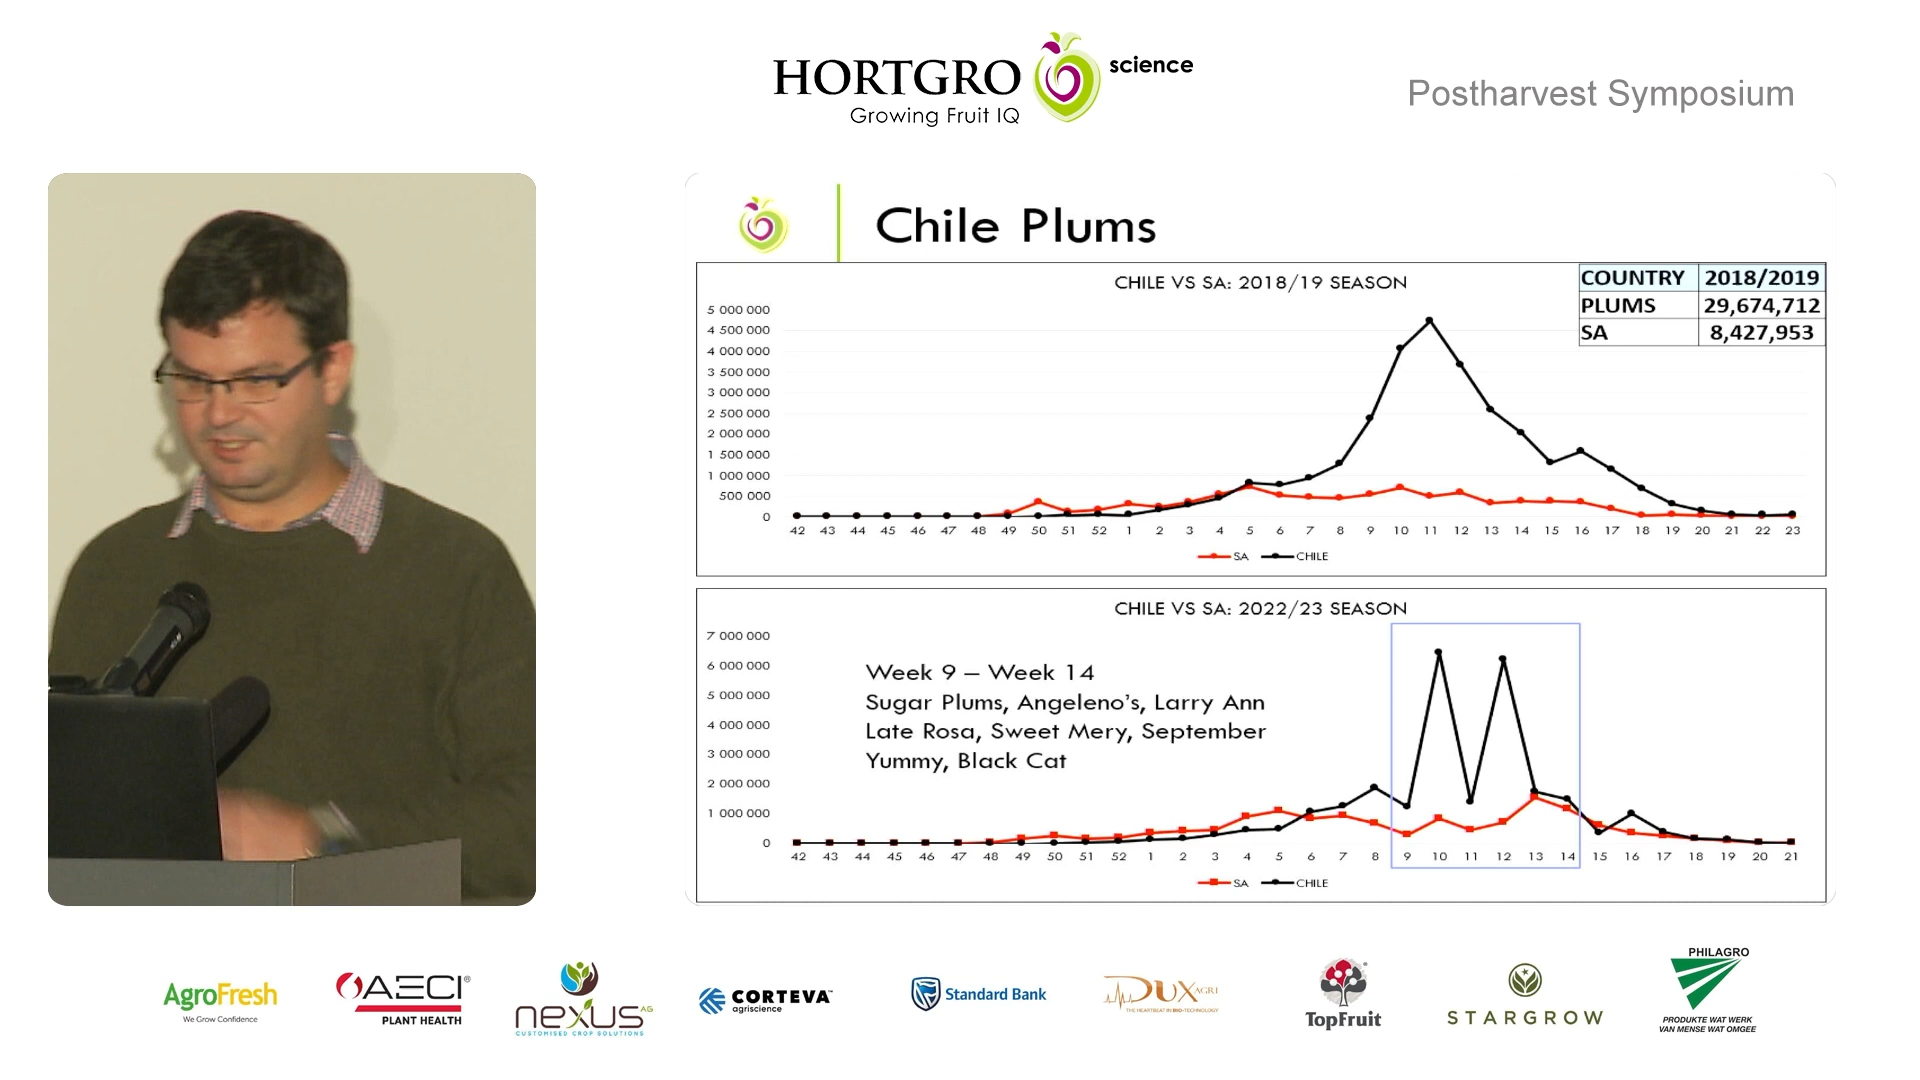 HORTGRO science
Growing Fruit IQ
Postharvest Symposium
Chile Plums
CHILE VS SA: 2018/19 SEASON
COUNTRY 2018/2019
PLUMS 29,674,712
SA 8,427,953
5 000 000
4 500 000
4 000 000
3 500 000
3 000 000
2 500 000
2 000 000
1 500 000
1 000 000
500 000
0
42 43 44 45 46 47 48 49 50 51 52 1 2 3 4 5 6 7 8 9 10 11 12 13 14 15 16 17 18 19 20 21 22 23
SA CHILE
CHILE VS SA: 2022/23 SEASON
7 000 000
6 000 000
5 000 000
4 000 000
3 000 000
2 000 000
1 000 000
0
Week 9 – Week 14
Sugar Plums, Angeleno's, Larry Ann
Late Rosa, Sweet Mery, September
Yummy, Black Cat
42 43 44 45 46 47 48 49 50 51 52 1 2 3 4 5 6 7 8 9 10 11 12 13 14 15 16 17 18 19 20 21
SA CHILE
AgroFresh
We Grow Confidence
AECI®
PLANT HEALTH
nexus AG
CUSTOMISED CROP SOLUTIONS
CORTEVA™
agriscience
Standard Bank
DUX AGRI
THE HEARTBEAT IN BIO-TECHNOLOGY
TopFruit
STARGROW
PHILAGRO
PRODUKTE WAT WERK
VAN MENSE WAT OMGEE